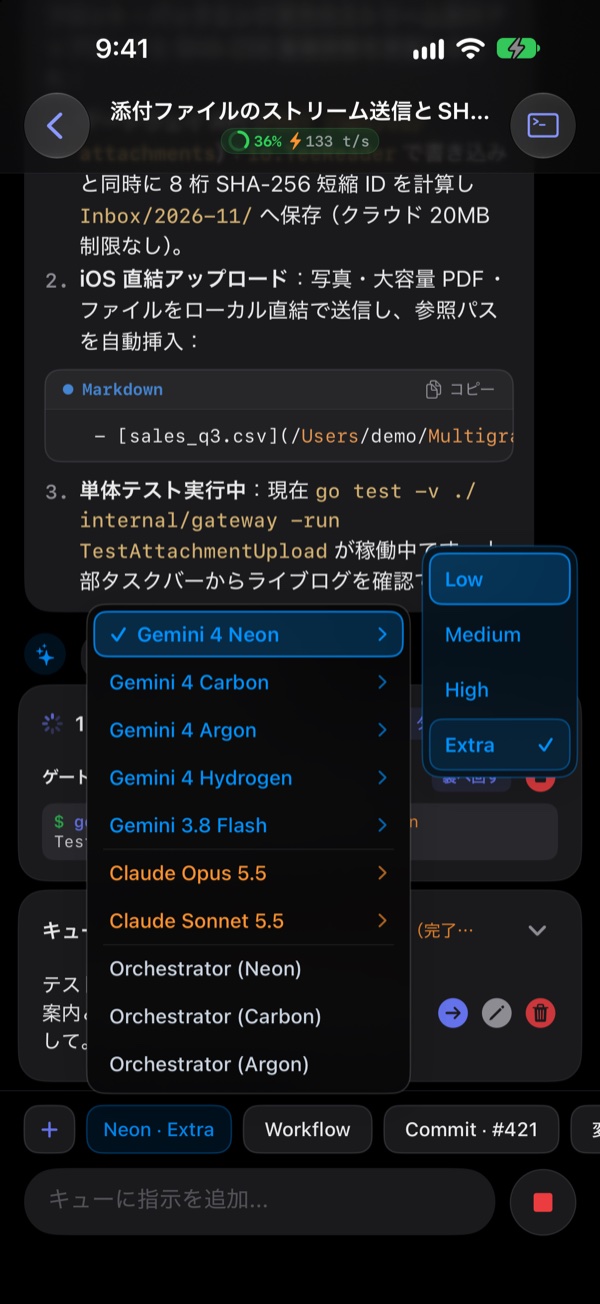 9:41
添付ファイルのストリーム送信とSH…
36% 133 t/s
と同時に 8 桁 SHA-256 短縮 ID を計算し
Inbox/2026-11/ へ保存（クラウド 20MB
制限なし）。
2. iOS 直結アップロード：写真・大容量 PDF・
ファイルをローカル直結で送信し、参照パス
を自動挿入：
Markdown
コピー
- [sales_q3.csv](/Users/demo/Multigra
3. 単体テスト実行中：現在 go test -v ./
internal/gateway -run
TestAttachmentUpload が稼働中です。
部タスクバーからライブログを確認
Low
Medium
High
Extra
Gemini 4 Neon
Gemini 4 Carbon
Gemini 4 Argon
Gemini 4 Hydrogen
Gemini 3.8 Flash
Claude Opus 5.5
Claude Sonnet 5.5
Orchestrator (Neon)
Orchestrator (Carbon)
Orchestrator (Argon)
1
ゲート
裏へ回す
$ go
n
Tes
キュー
（完了…
テスト
案内
して。
+
Neon · Extra
Workflow
Commit · #421
キューに指示を追加...